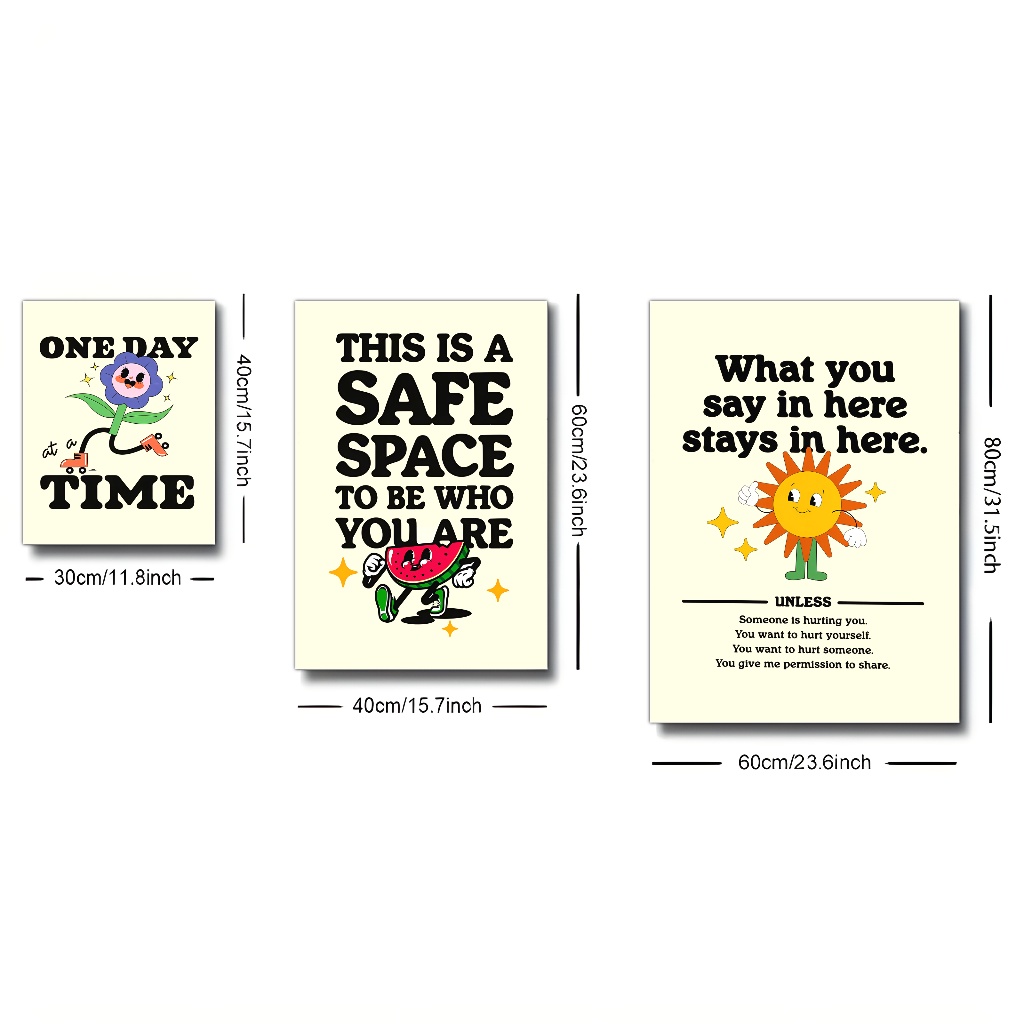 ONE DAY
at a
TIME
40cm/15.7inch
30cm/11.8inch
THIS IS A
SAFE
SPACE
TO BE WHO
YOU ARE
60cm/23.6inch
40cm/15.7inch
What you
say in here
stays in here.
UNLESS
Someone is hurting you.
You want to hurt yourself.
You want to hurt someone.
You give me permission to share.
80cm/31.5inch
60cm/23.6inch